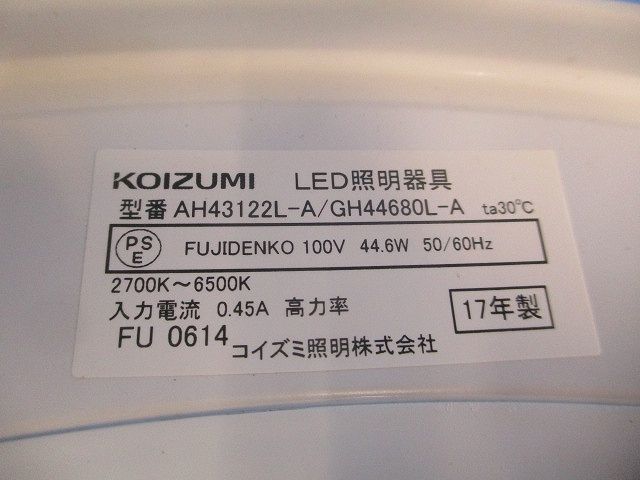 KOIZUMI LED照明器具
型番 AH43122L-A/GH44680L-A ta30℃
PSE FUJIDENKO 100V 44.6W 50/60Hz
2700K～6500K
入力電流 0.45A 高力率
17年製
FU 0614 コイズミ照明株式会社